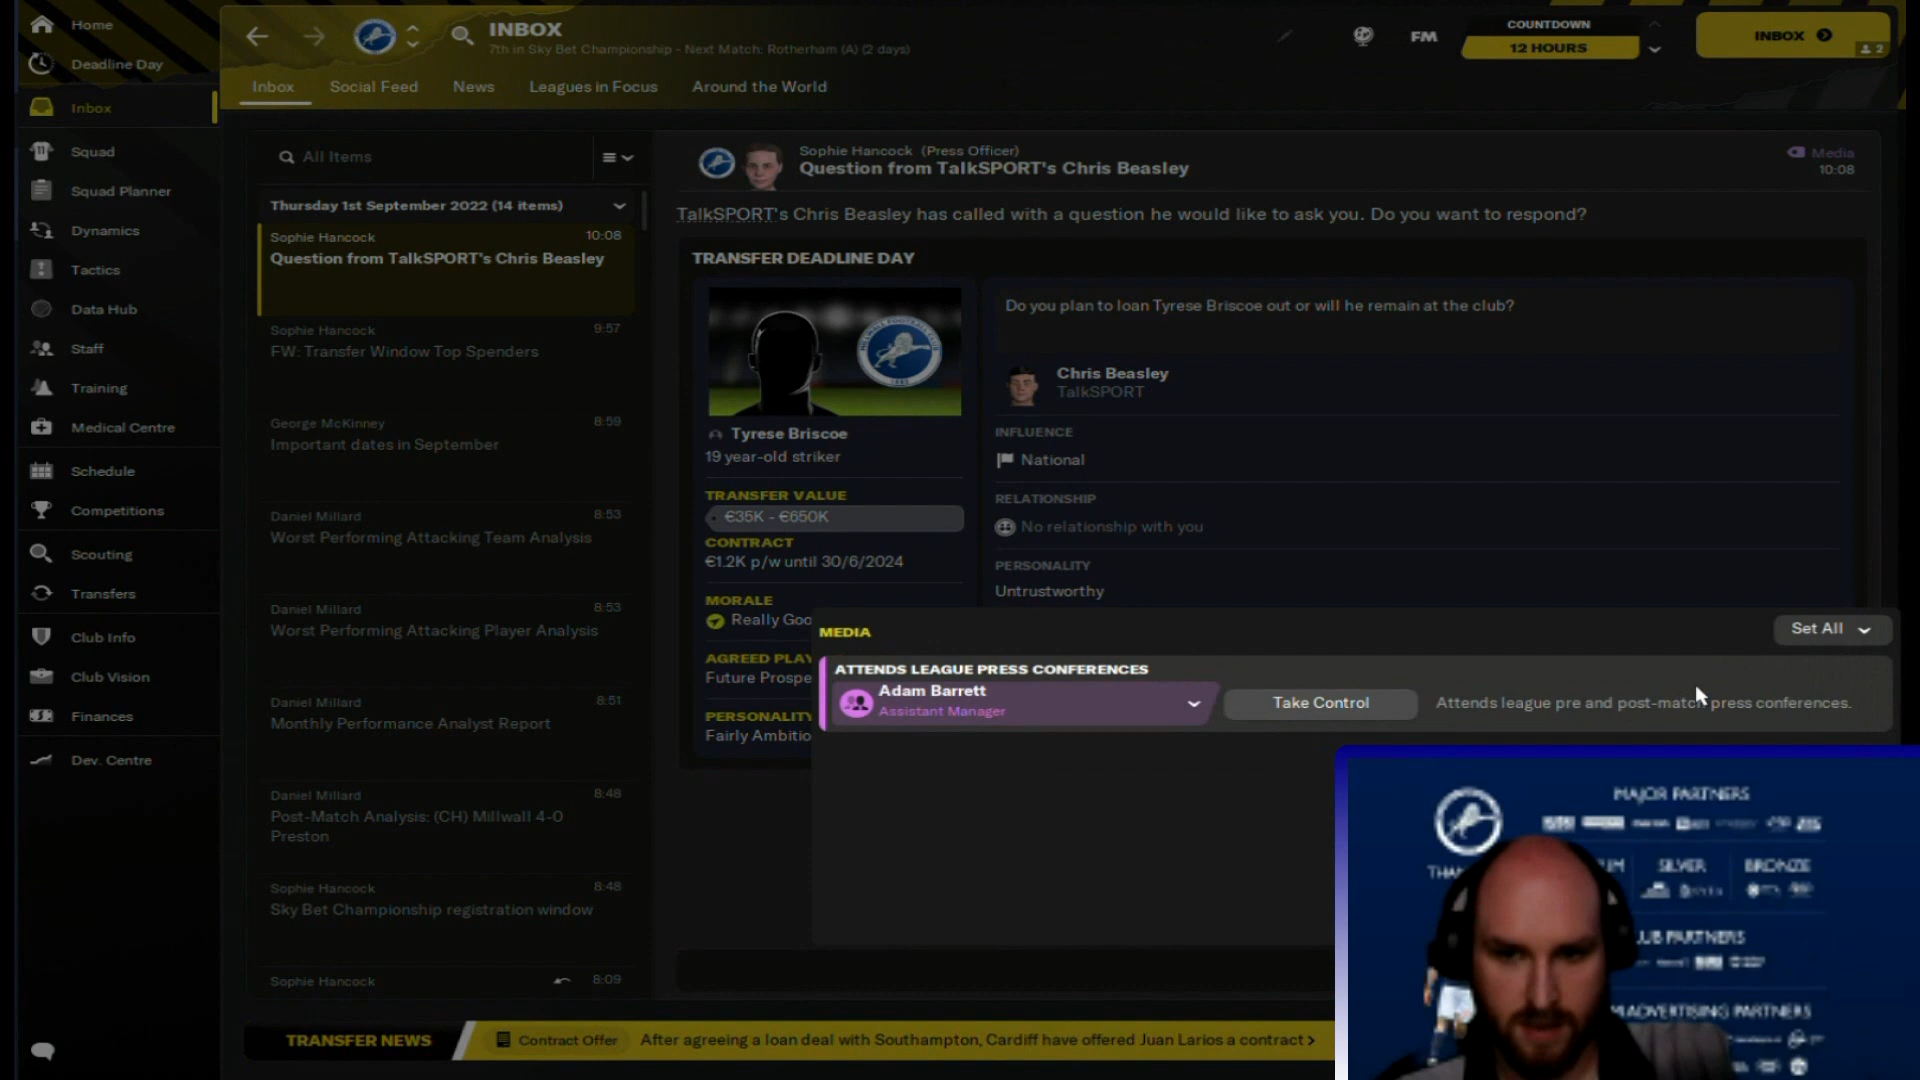 Home
Deadline Day
Inbox
Squad
Squad Planner
Dynamics
Tactics
Data Hub
Staff
Training
Medical Centre
Schedule
Competitions
Scouting
Transfers
Club Info
Club Vision
Finances
Dev. Centre
INBOX
7th in Sky Bet Championship - Next Match: Rotherham (A) (2 days)
FM
COUNTDOWN
12 HOURS
INBOX
2
Inbox
Social Feed
News
Leagues in Focus
Around the World
All Items
Thursday 1st September 2022 (14 items)
Sophie Hancock 10:08
Question from TalkSPORT's Chris Beasley
Sophie Hancock 9:57
FW: Transfer Window Top Spenders
George McKinney 8:59
Important dates in September
Daniel Millard 8:53
Worst Performing Attacking Team Analysis
Daniel Millard 8:53
Worst Performing Attacking Player Analysis
Daniel Millard 8:51
Monthly Performance Analyst Report
Daniel Millard 8:48
Post-Match Analysis: (CH) Millwall 4-0
Preston
Sophie Hancock 8:48
Sky Bet Championship registration window
Sophie Hancock 8:09
Sophie Hancock (Press Officer)
Question from TalkSPORT's Chris Beasley
Media
10:08
TalkSPORT's Chris Beasley has called with a question he would like to ask you. Do you want to respond?
TRANSFER DEADLINE DAY
Tyrese Briscoe
19 year-old striker
TRANSFER VALUE
€35K - €650K
CONTRACT
€1.2K p/w until 30/6/2024
MORALE
Really Goo
AGREED PLAY
Future Prospe
PERSONALITY
Fairly Ambitio
Do you plan to loan Tyrese Briscoe out or will he remain at the club?
Chris Beasley
TalkSPORT
INFLUENCE
National
RELATIONSHIP
No relationship with you
PERSONALITY
Untrustworthy
MEDIA
Set All
ATTENDS LEAGUE PRESS CONFERENCES
Adam Barrett
Assistant Manager
Take Control
Attends league pre and post-match press conferences.
MAJOR PARTNERS
SILVER
BRONZE
UB PARTNERS
ADVERTISING PARTNERS
TRANSFER NEWS
Contract Offer
After agreeing a loan deal with Southampton, Cardiff have offered Juan Larios a contract >